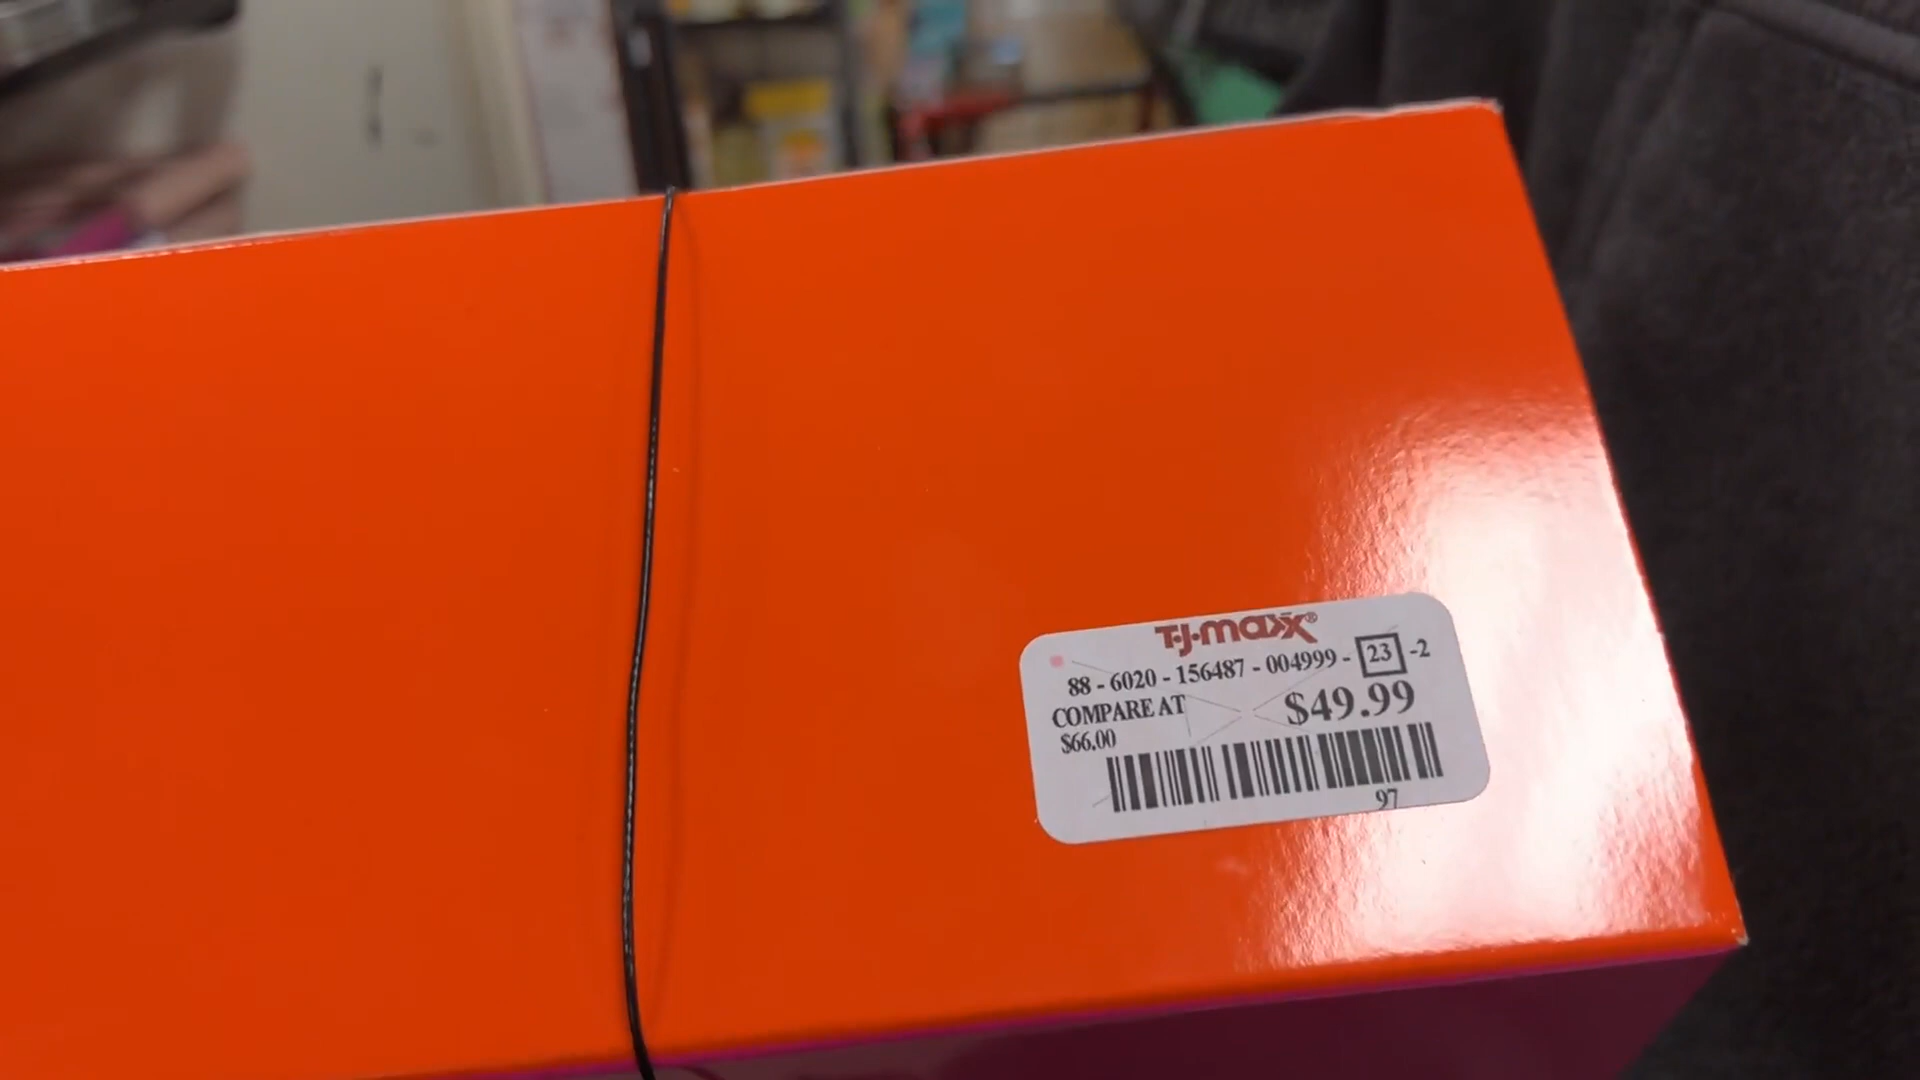 T·J·maxx®
88 - 6020 - 156487 - 004999 - 23 -2
COMPARE AT $49.99
$66.00
97